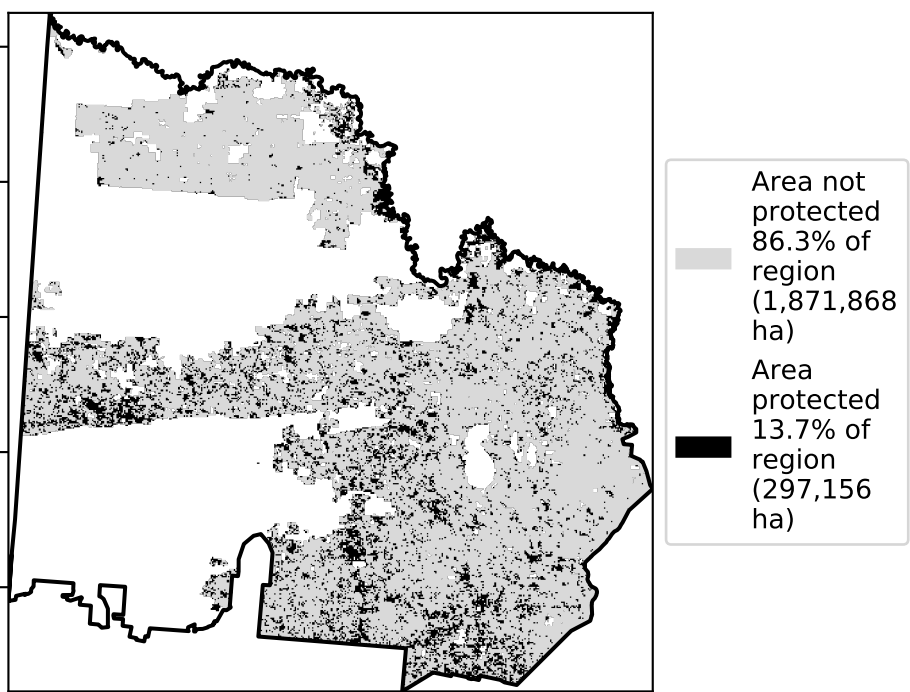 Area not
protected
86.3% of
region
(1,871,868
ha)
Area
protected
13.7% of
region
(297,156
ha)